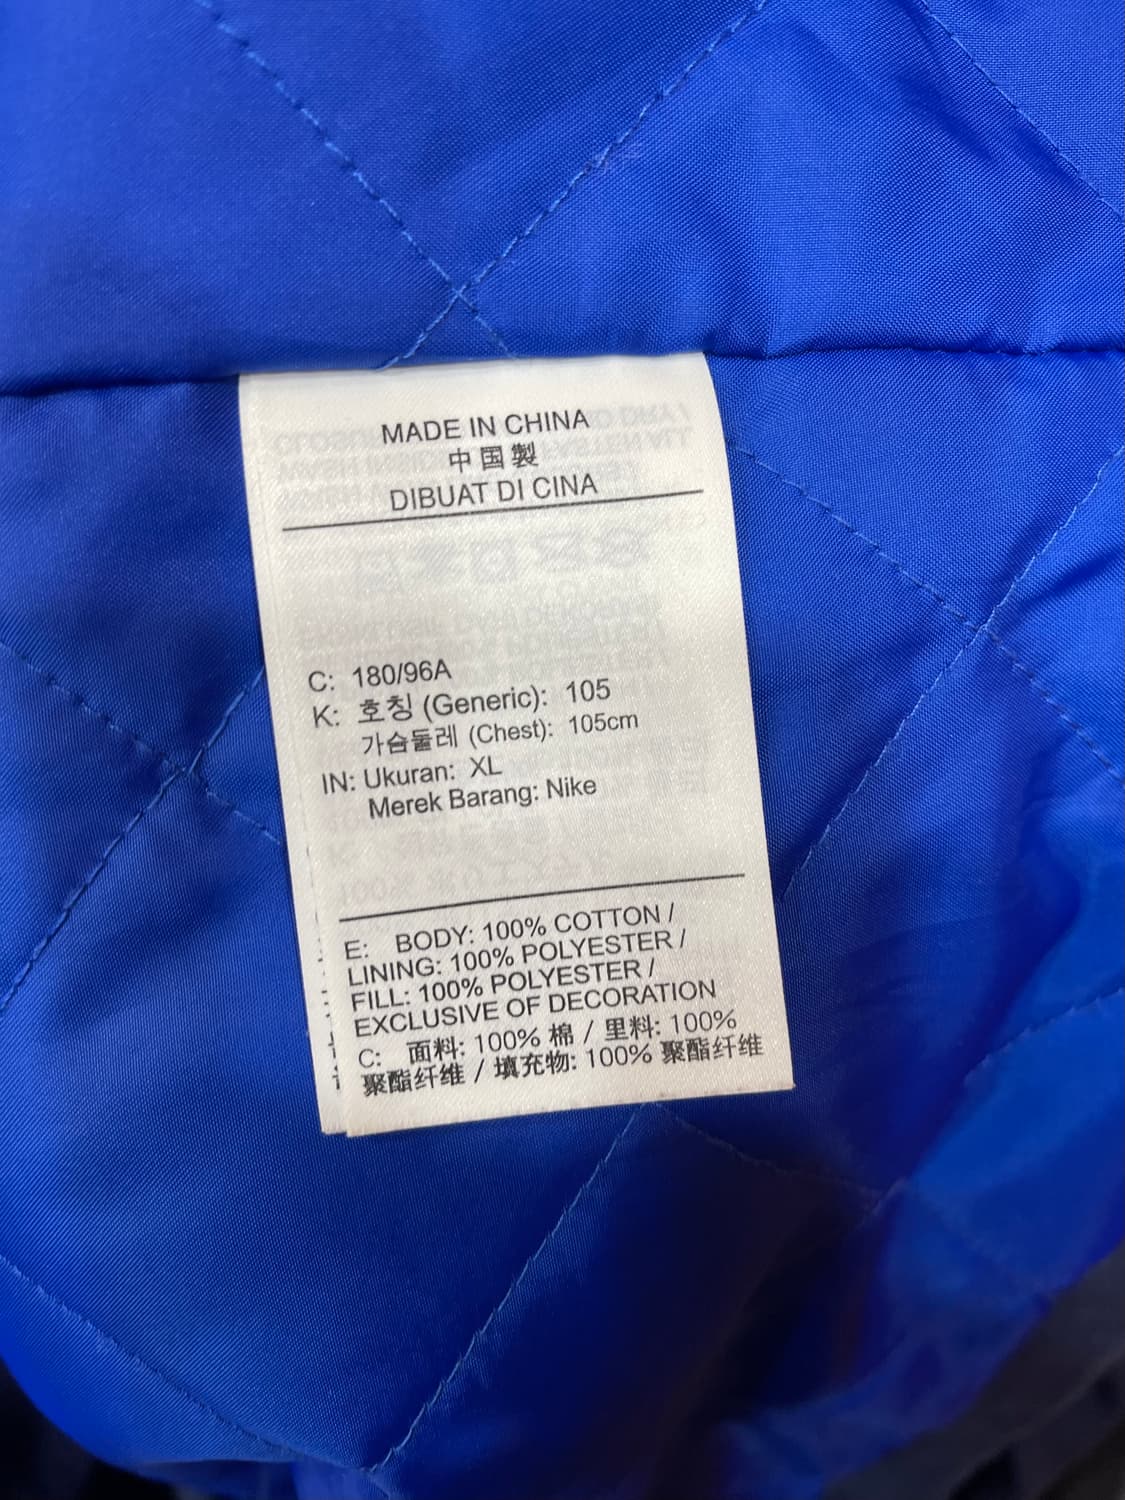 MADE IN CHINA
中国製
DIBUAT DI CINA
C: 180/96A
K: 호칭 (Generic): 105
가슴둘레 (Chest): 105cm
IN: Ukuran: XL
Merek Barang: Nike
E: BODY: 100% COTTON /
LINING: 100% POLYESTER /
FILL: 100% POLYESTER /
EXCLUSIVE OF DECORATION
C: 面料: 100% 棉 / 里料: 100%
聚酯纤维 / 填充物: 100% 聚酯纤维